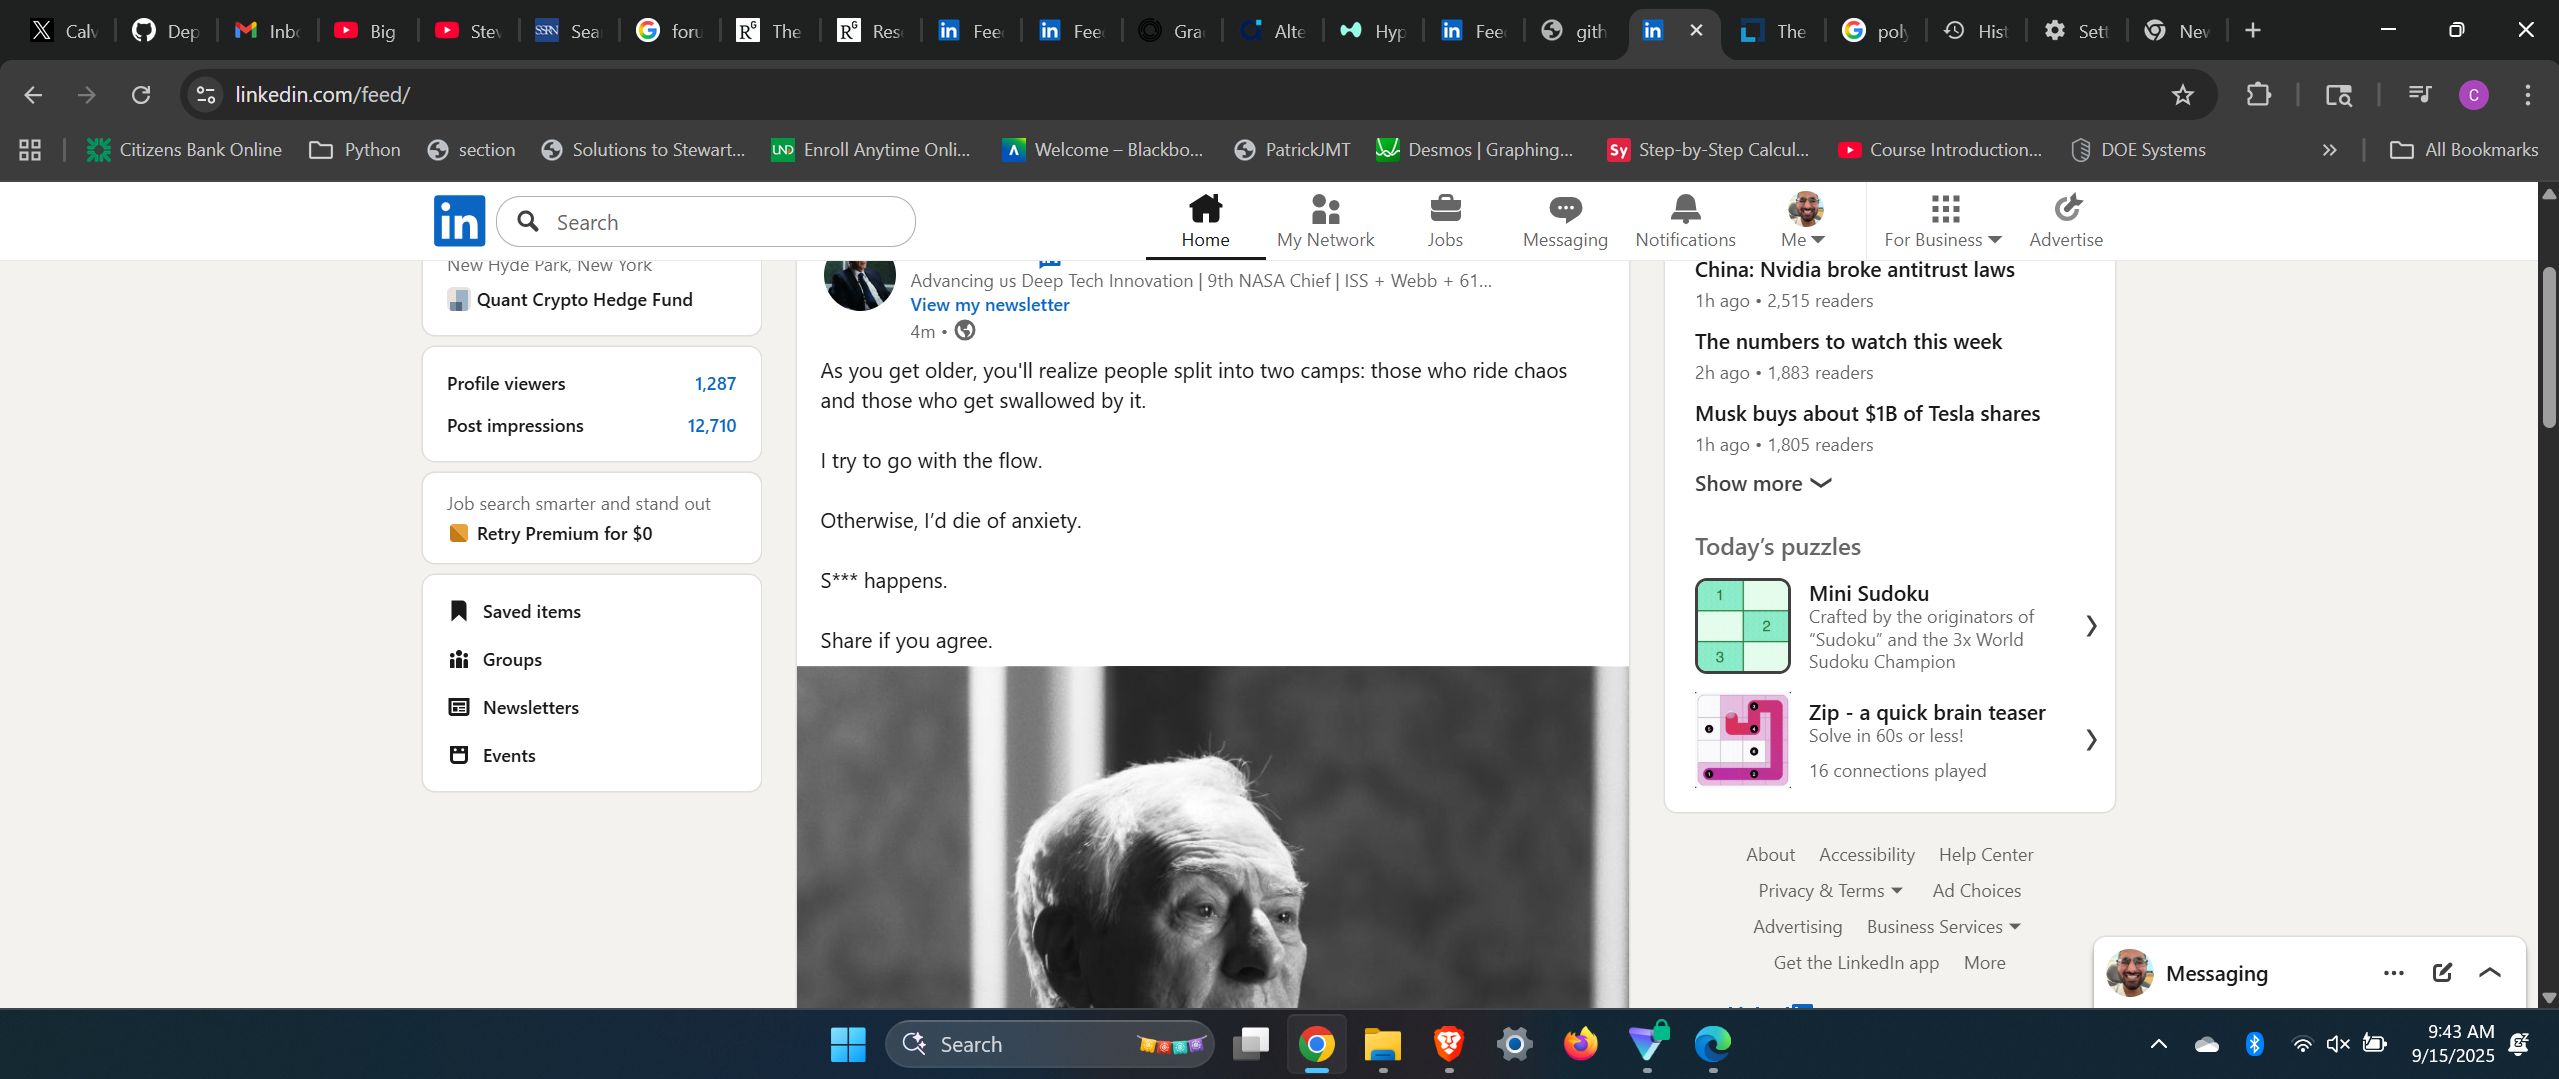 Calv
Dep
Inbo
Big
Stev
SSRN
Sea
foru
The
Rese
Feed
Feed
Gra
Alte
Hyp
Feed
gith
The
poly
Hist
Sett
New
linkedin.com/feed/
C
Citizens Bank Online
Python
section
Solutions to Stewart...
UND Enroll Anytime Onli...
Welcome – Blackbo...
PatrickJMT
Desmos | Graphing...
Sy Step-by-Step Calcul...
Course Introduction...
DOE Systems
All Bookmarks
in
Search
Home
My Network
Jobs
Messaging
Notifications
Me
For Business
Advertise
New Hyde Park, New York
Quant Crypto Hedge Fund
Profile viewers 1,287
Post impressions 12,710
Job search smarter and stand out
Retry Premium for $0
Saved items
Groups
Newsletters
Events
Advancing us Deep Tech Innovation | 9th NASA Chief | ISS + Webb + 61...
View my newsletter
4m •
As you get older, you'll realize people split into two camps: those who ride chaos
and those who get swallowed by it.
I try to go with the flow.
Otherwise, I’d die of anxiety.
S*** happens.
Share if you agree.
China: Nvidia broke antitrust laws
1h ago • 2,515 readers
The numbers to watch this week
2h ago • 1,883 readers
Musk buys about $1B of Tesla shares
1h ago • 1,805 readers
Show more
Today’s puzzles
1
2
3
Mini Sudoku
Crafted by the originators of
“Sudoku” and the 3x World
Sudoku Champion
Zip - a quick brain teaser
Solve in 60s or less!
16 connections played
About Accessibility Help Center
Privacy & Terms Ad Choices
Advertising Business Services
Get the LinkedIn app More
Messaging
Search
9:43 AM
9/15/2025